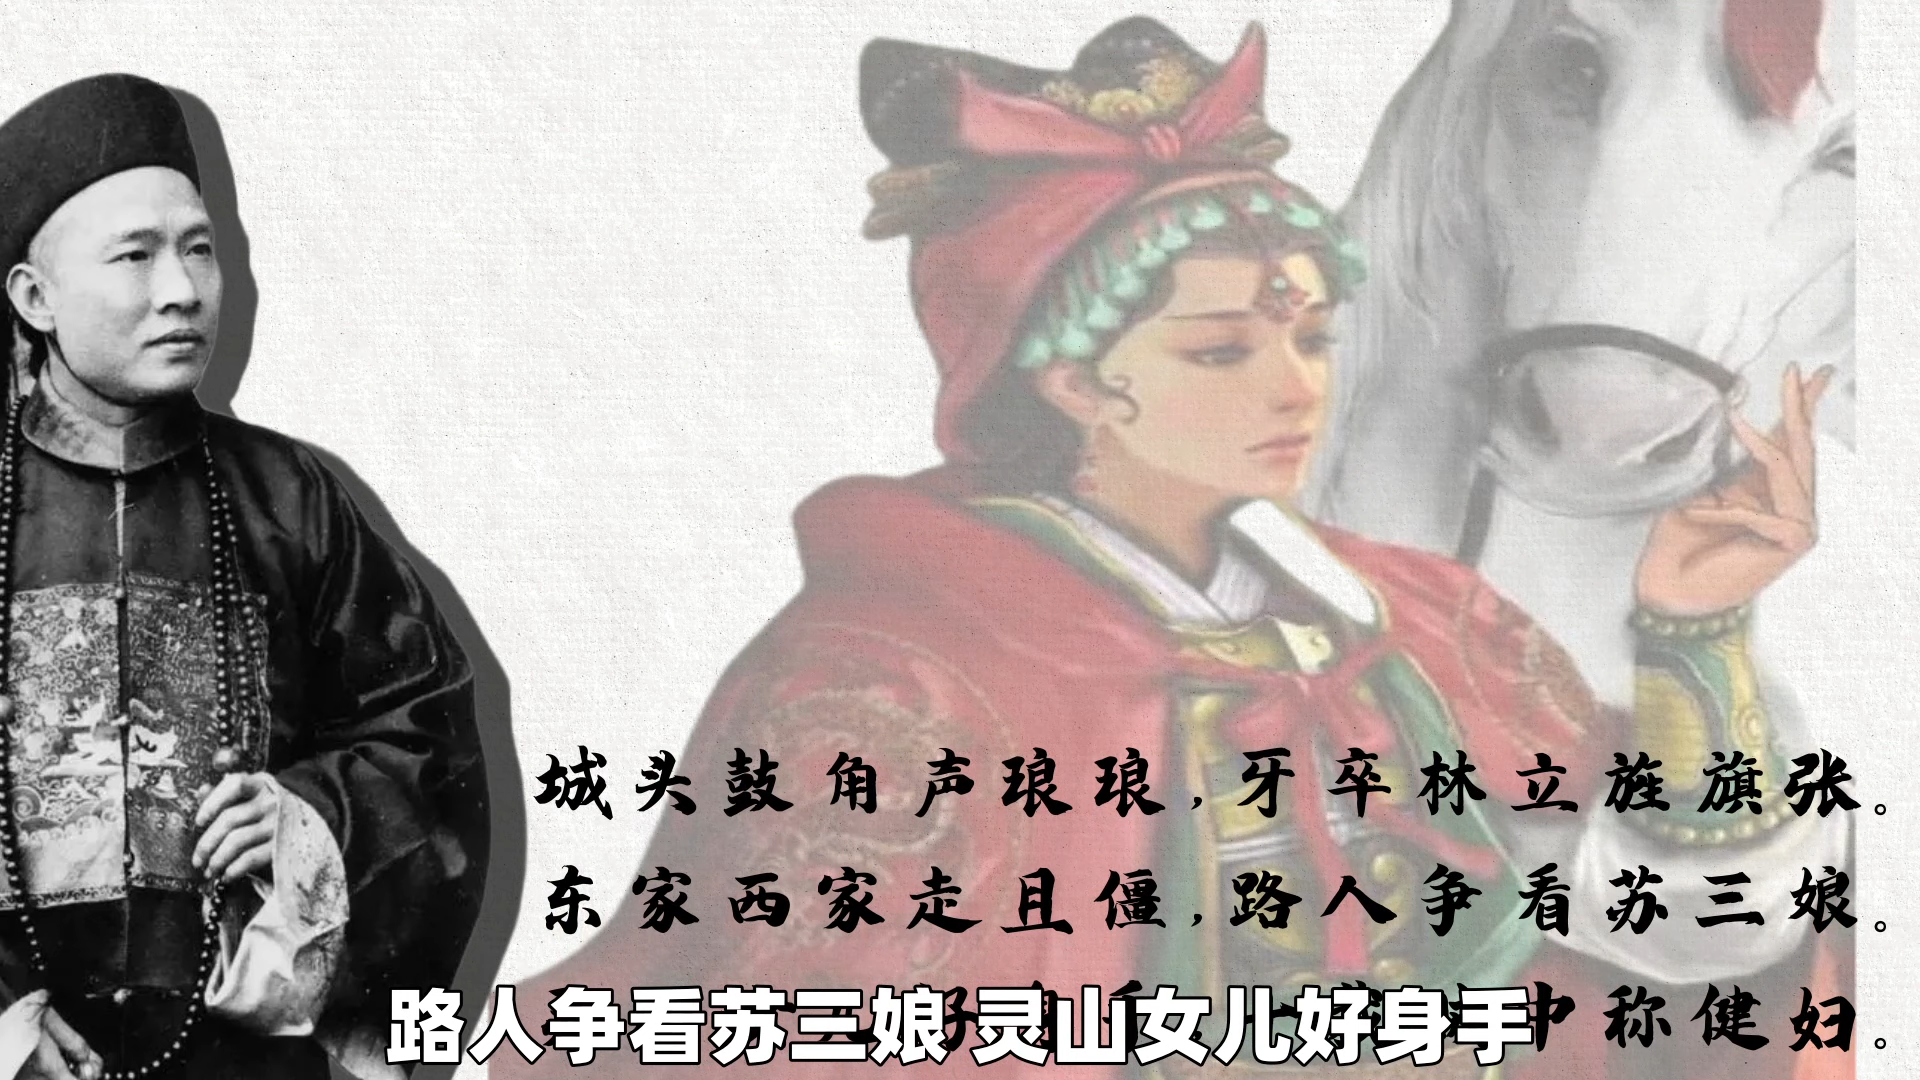 城头鼓角声琅琅,牙卒林立旌旗张。
东家西家走且僵,路人争看苏三娘。
称健妇。
路人争看苏三娘 灵山女儿好身手